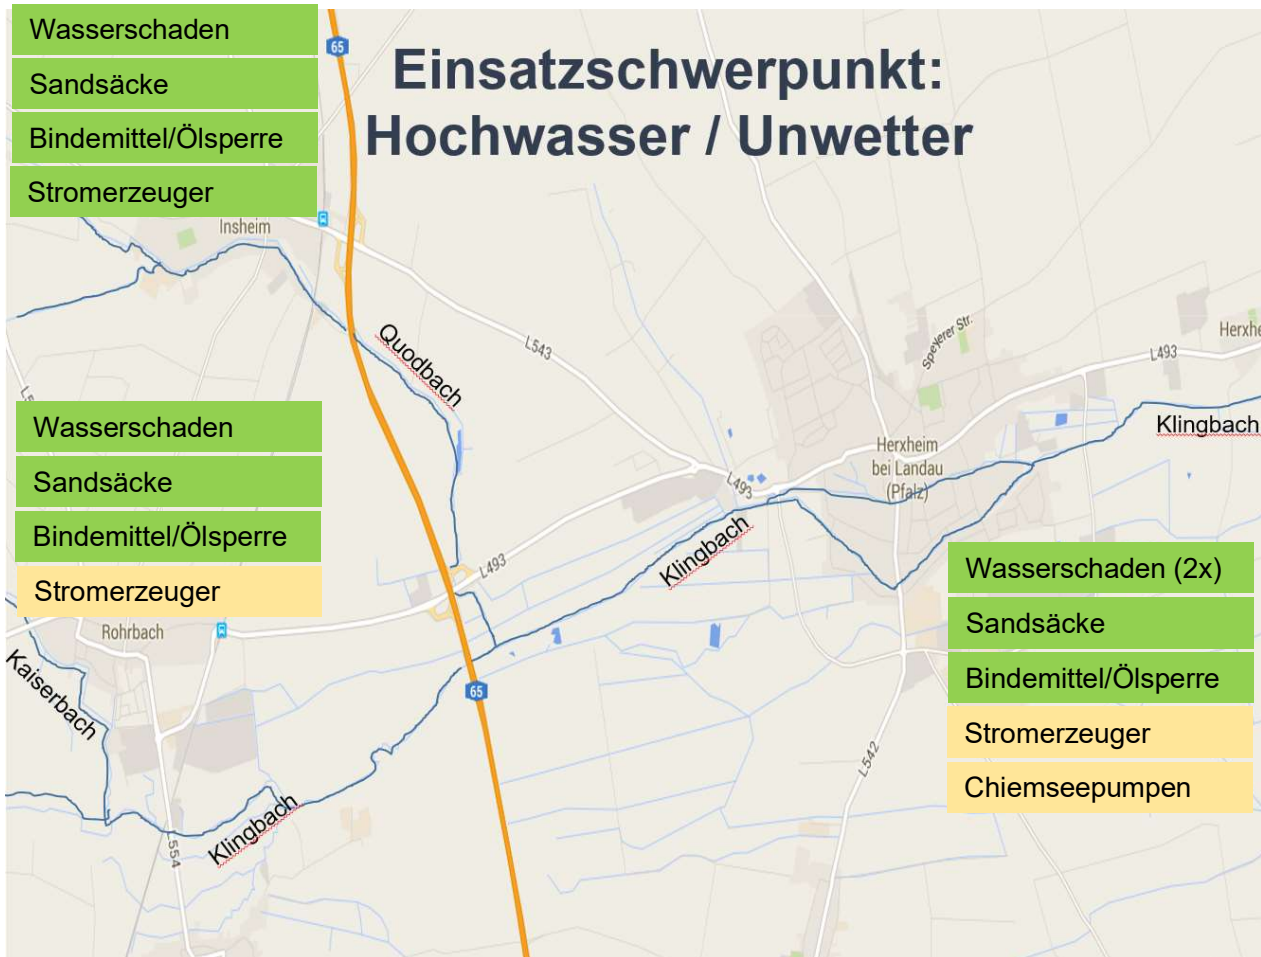 Wasserschaden
Sandsäcke
Bindemittel/Ölsperre
Stromerzeuger
65
Einsatzschwerpunkt:
Hochwasser / Unwetter
Insheim
Quodbach
L543
Speyerer Str.
L493
Herxhe
Klingbach
Wasserschaden
Sandsäcke
Bindemittel/Ölsperre
Stromerzeuger
Herxheim
bei Landau
(Pfalz)
L493
Klingbach
L493
Rohrbach
Kaiserbach
65
Wasserschaden (2x)
Sandsäcke
Bindemittel/Ölsperre
Stromerzeuger
Chiemseepumpen
L542
Klingbach
L554